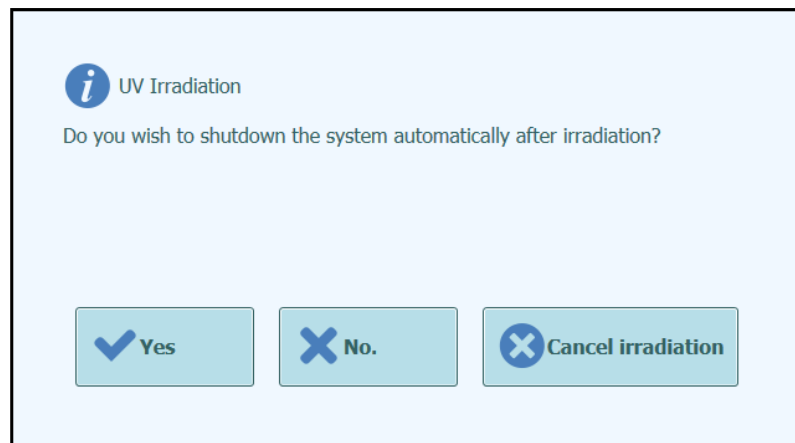 UV Irradiation
Do you wish to shutdown the system automatically after irradiation?
Yes
No.
Cancel irradiation